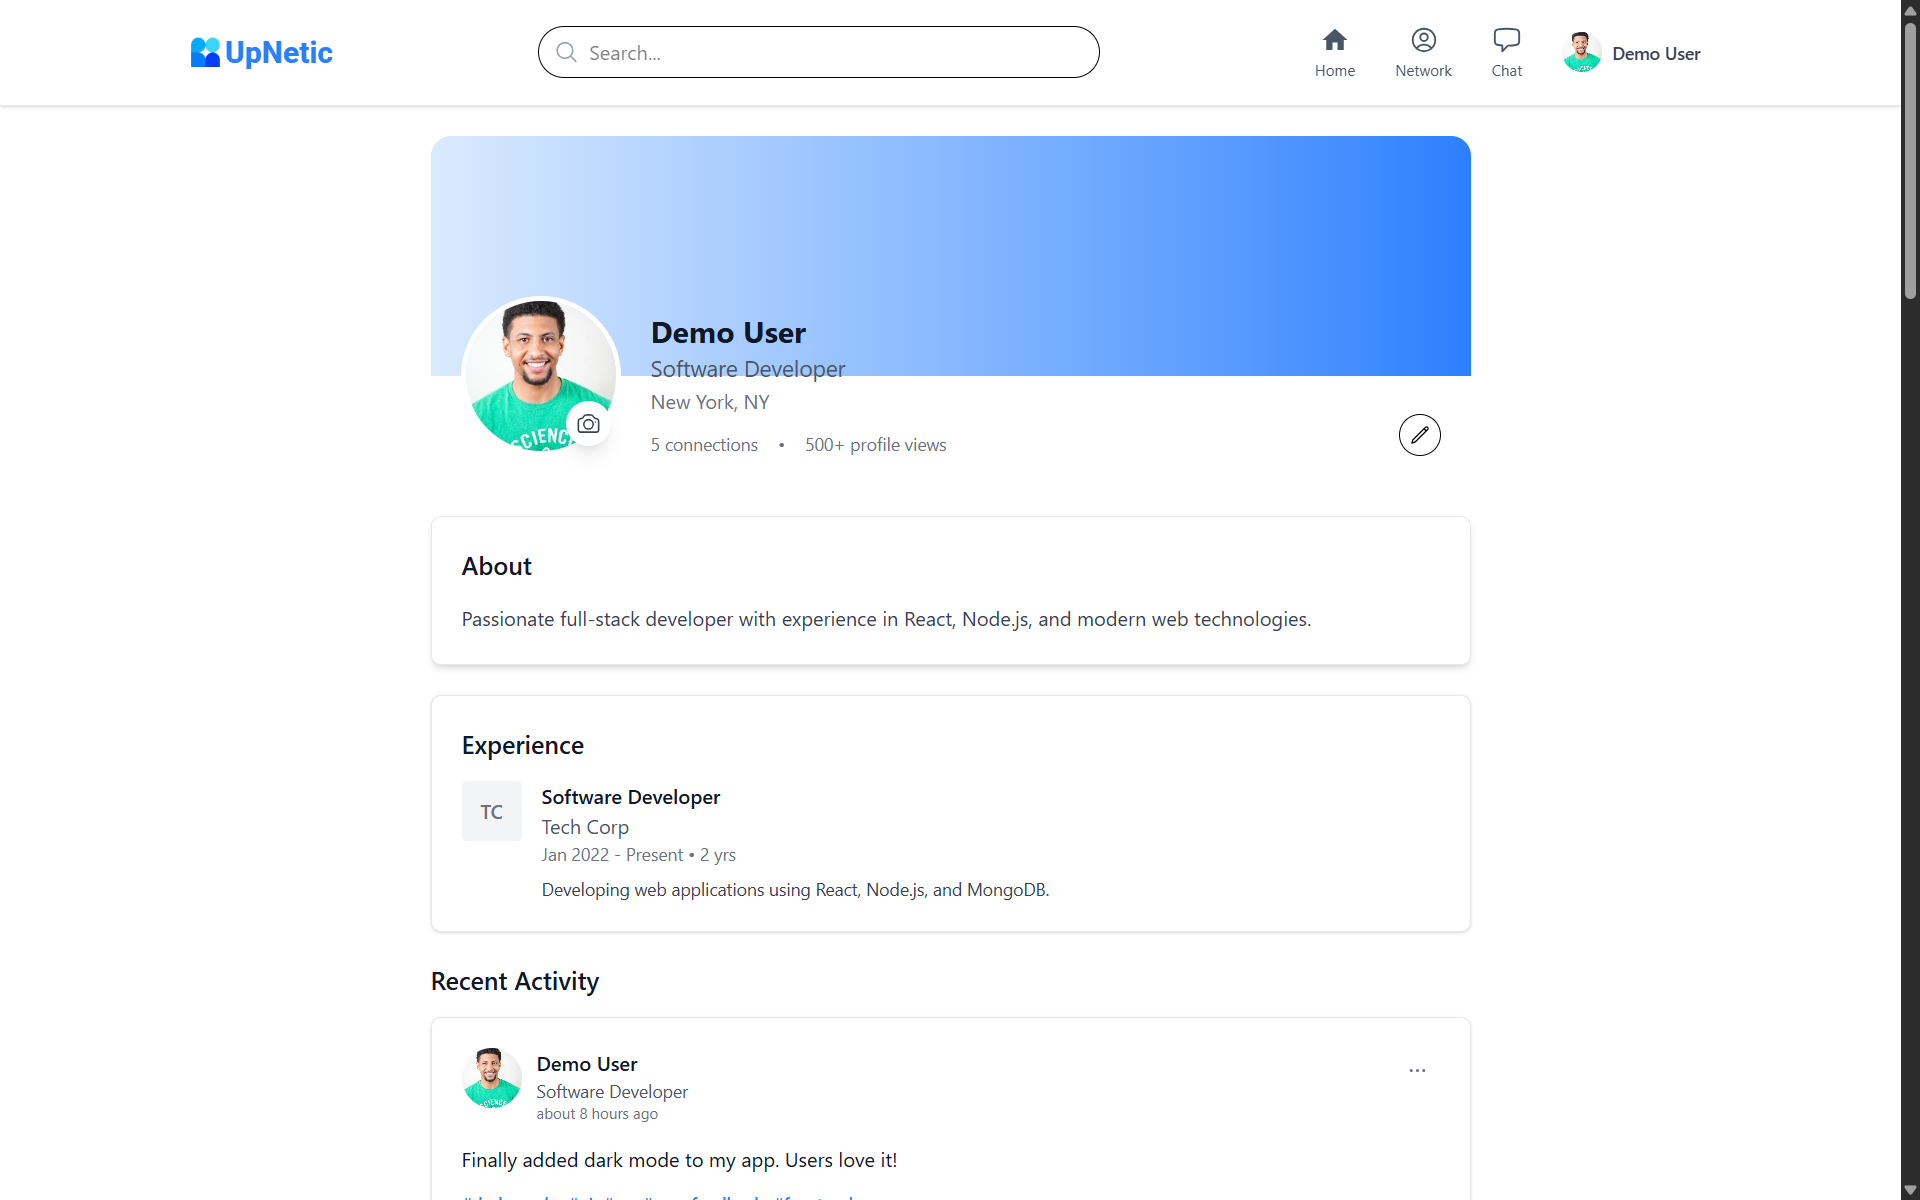 UpNetic
Search...
Home
Network
Chat
Demo User
Demo User
Software Developer
New York, NY
5 connections • 500+ profile views
About
Passionate full-stack developer with experience in React, Node.js, and modern web technologies.
Experience
TC
Software Developer
Tech Corp
Jan 2022 - Present • 2 yrs
Developing web applications using React, Node.js, and MongoDB.
Recent Activity
Demo User
Software Developer
about 8 hours ago
Finally added dark mode to my app. Users love it!